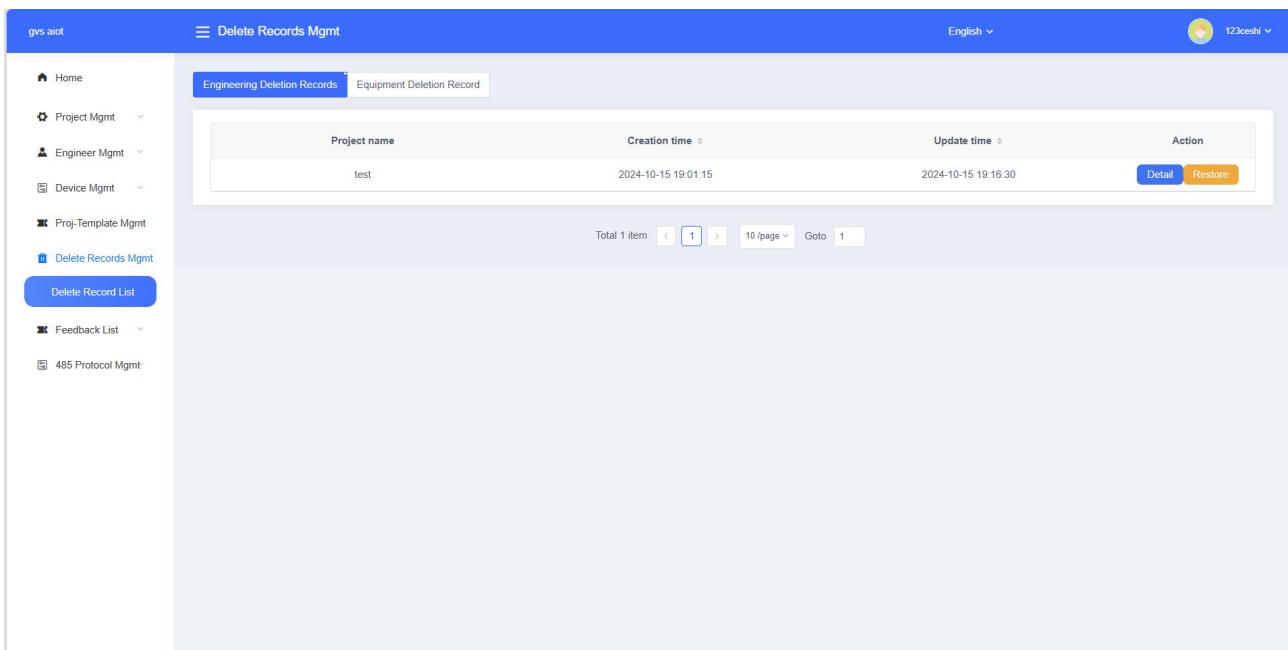 gvs aiot
Delete Records Mgmt
English
123ceshi
Home
Project Mgmt
Engineer Mgmt
Device Mgmt
Proj-Template Mgmt
Delete Records Mgmt
Delete Record List
Feedback List
485 Protocol Mgmt
Engineering Deletion Records Equipment Deletion Record
Project name Creation time Update time Action
test 2024-10-15 19:01:15 2024-10-15 19:16:30 Detail Restore
Total 1 item < 1 > 10 /page Goto 1